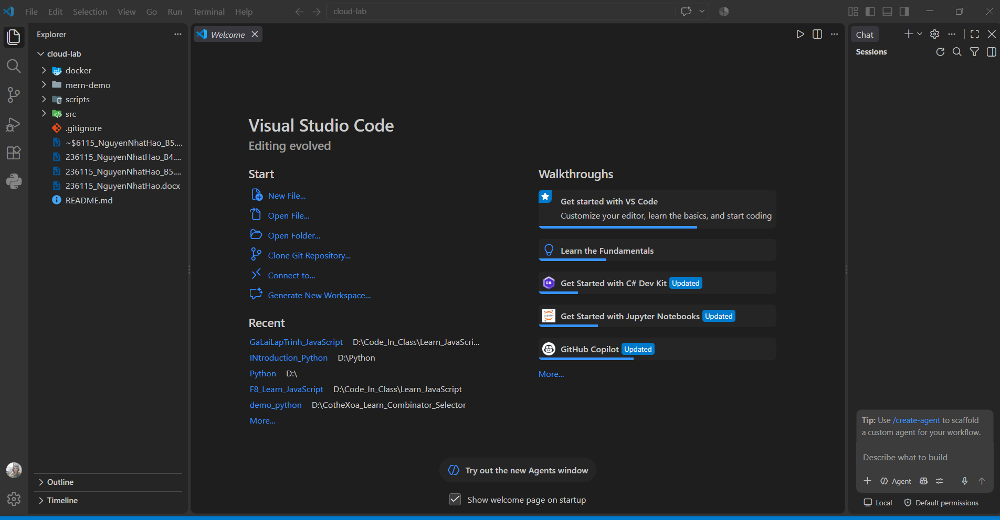 File Edit Selection View Go Run Terminal Help
cloud-lab
Explorer
cloud-lab
docker
mern-demo
scripts
src
.gitignore
~$6115_NguyenNhatHao_B5....
236115_NguyenNhatHao_B4....
236115_NguyenNhatHao_B5....
236115_NguyenNhatHao.docx
README.md
Outline
Timeline
Welcome
Visual Studio Code
Editing evolved
Start
New File...
Open File...
Open Folder...
Clone Git Repository...
Connect to...
Generate New Workspace...
Recent
GaLaiLapTrinh_JavaScript D:\Code_In_Class\Learn_JavaScri...
INtroduction_Python D:\Python
Python D:\
F8_Learn_JavaScript D:\Code_In_Class\Learn_JavaScript
demo_python D:\CotheXoa_Learn_Combinator_Selector
More...
Walkthroughs
Get started with VS Code
Customize your editor, learn the basics, and start coding
Learn the Fundamentals
C#
Get Started with C# Dev Kit Updated
jupyter
Get Started with Jupyter Notebooks Updated
GitHub Copilot Updated
More...
Try out the new Agents window
Show welcome page on startup
Chat
Sessions
Tip: Use /create-agent to scaffold
a custom agent for your workflow.
Describe what to build
Agent
Local Default permissions